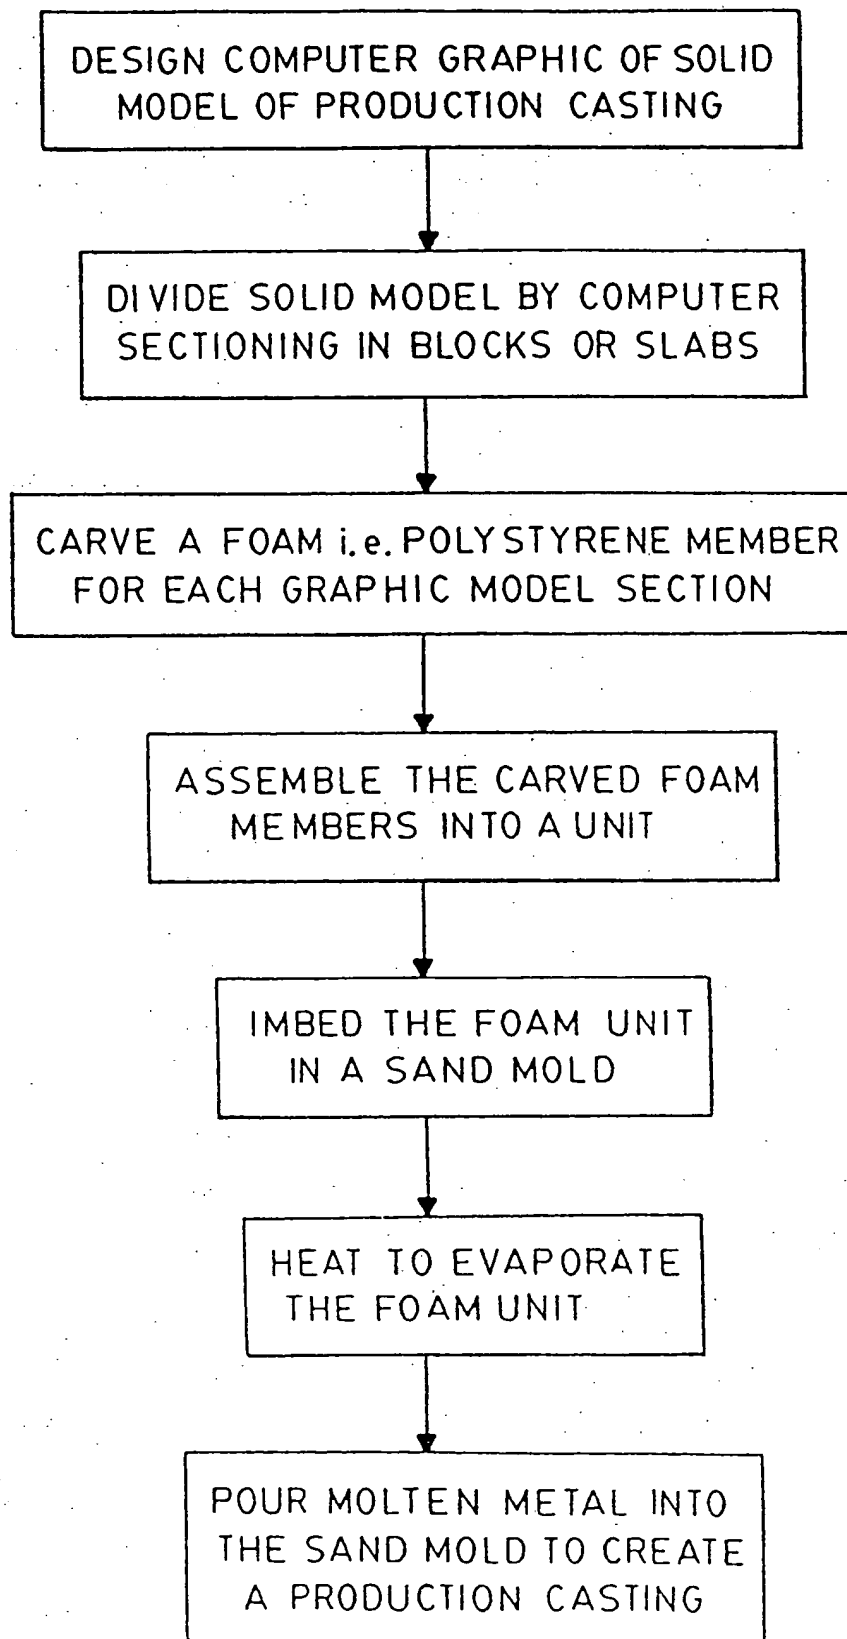 DESIGN COMPUTER GRAPHIC OF SOLID
MODEL OF PRODUCTION CASTING
DIVIDE SOLID MODEL BY COMPUTER
SECTIONING IN BLOCKS OR SLABS
CARVE A FOAM i.e. POLYSTYRENE MEMBER
FOR EACH GRAPHIC MODEL SECTION
ASSEMBLE THE CARVED FOAM
MEMBERS INTO A UNIT
IMBED THE FOAM UNIT
IN A SAND MOLD
HEAT TO EVAPORATE
THE FOAM UNIT
POUR MOLTEN METAL INTO
THE SAND MOLD TO CREATE
A PRODUCTION CASTING